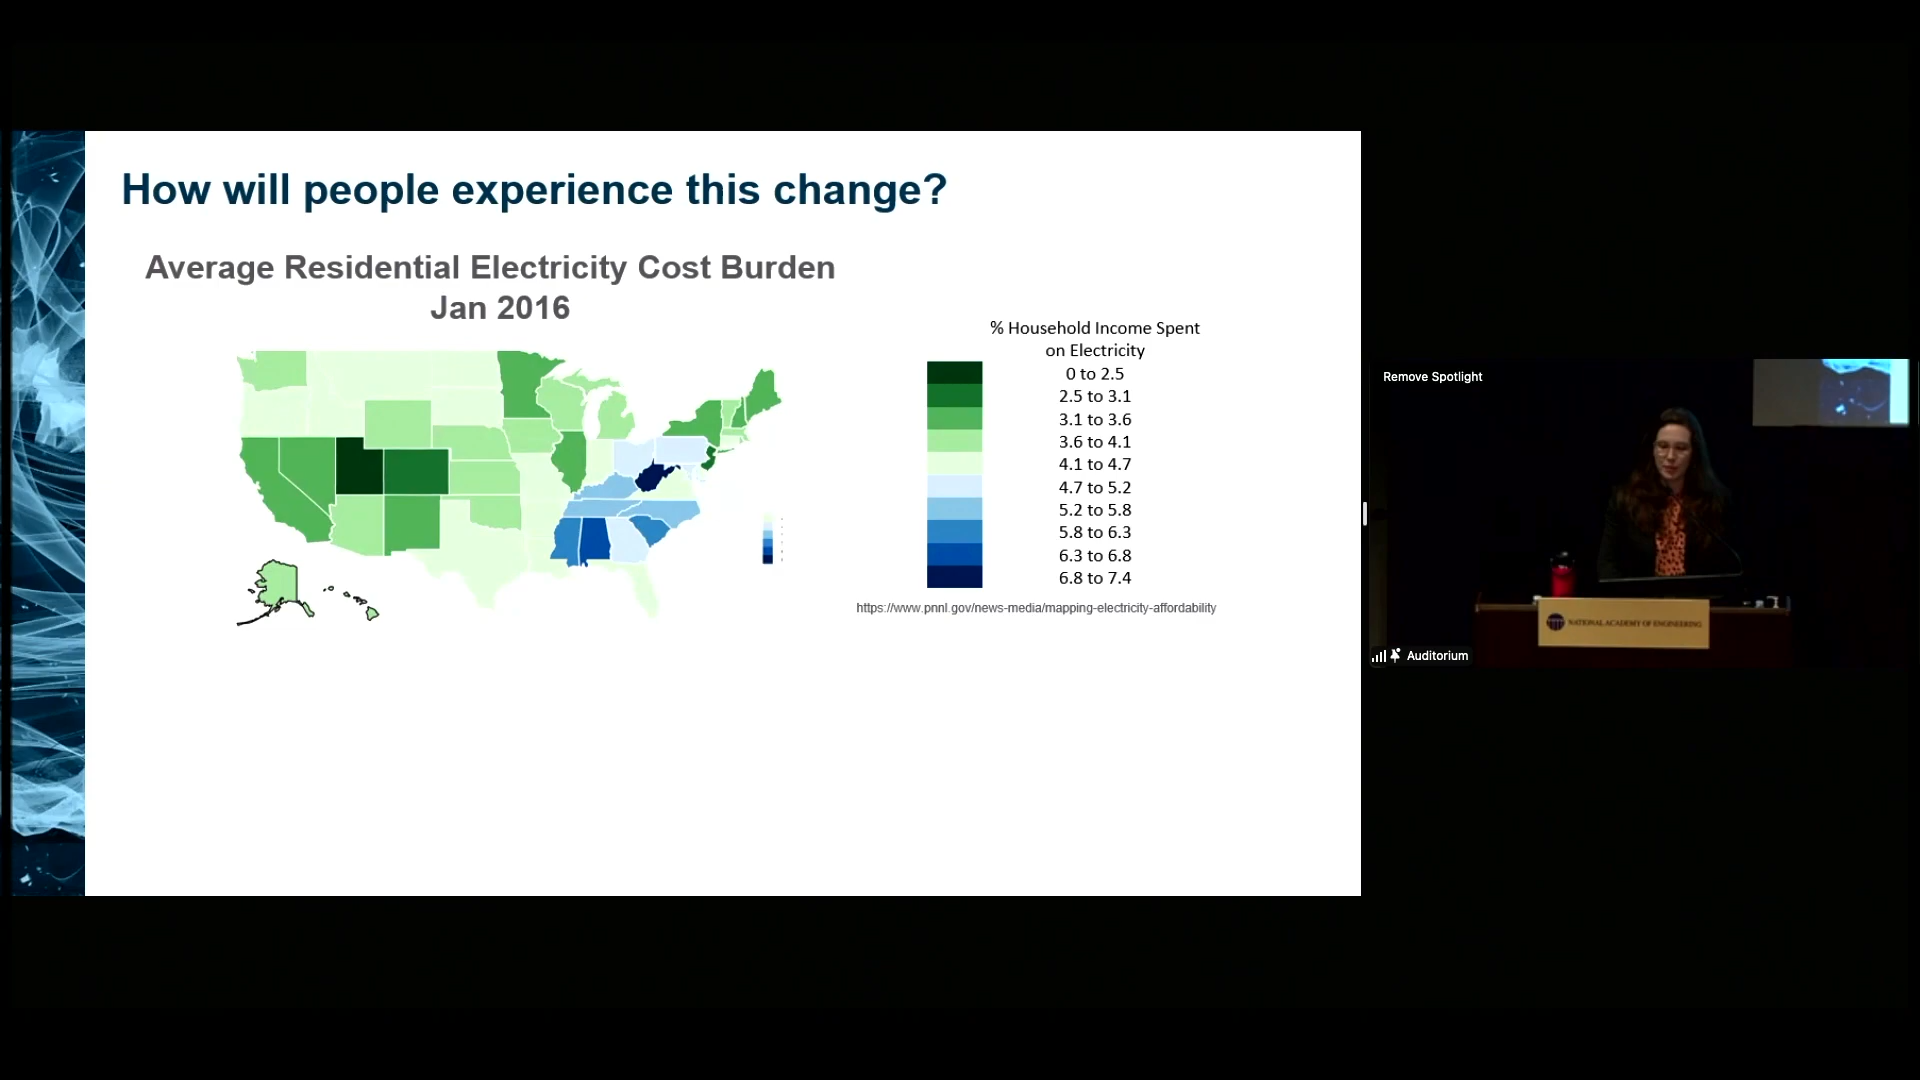 How will people experience this change?
Average Residential Electricity Cost Burden
Jan 2016
% Household Income Spent
on Electricity
0 to 2.5
2.5 to 3.1
3.1 to 3.6
3.6 to 4.1
4.1 to 4.7
4.7 to 5.2
5.2 to 5.8
5.8 to 6.3
6.3 to 6.8
6.8 to 7.4
https://www.pnnl.gov/news-media/mapping-electricity-affordability
Remove Spotlight
NATIONAL ACADEMY OF ENGINEERING
Auditorium